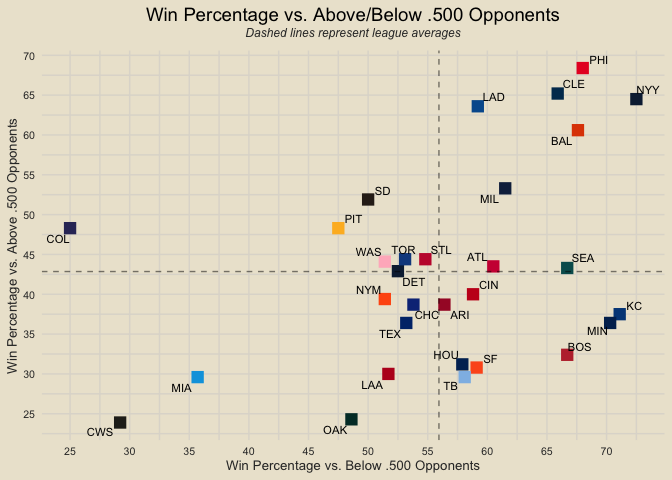 Win Percentage vs. Above/Below .500 Opponents
Dashed lines represent league averages
Win Percentage vs. Above .500 Opponents
70
65
60
55
50
45
40
35
30
25
PHI
CLE
NYY
LAD
BAL
MIL
SD
PIT
COL
WAS
TOR
STL
ATL
SEA
DET
NYM
CIN
CHC
ARI
KC
TEX
MIN
BOS
HOU
SF
MIA
LAA
TB
CWS
OAK
25 30 35 40 45 50 55 60 65 70
Win Percentage vs. Below .500 Opponents